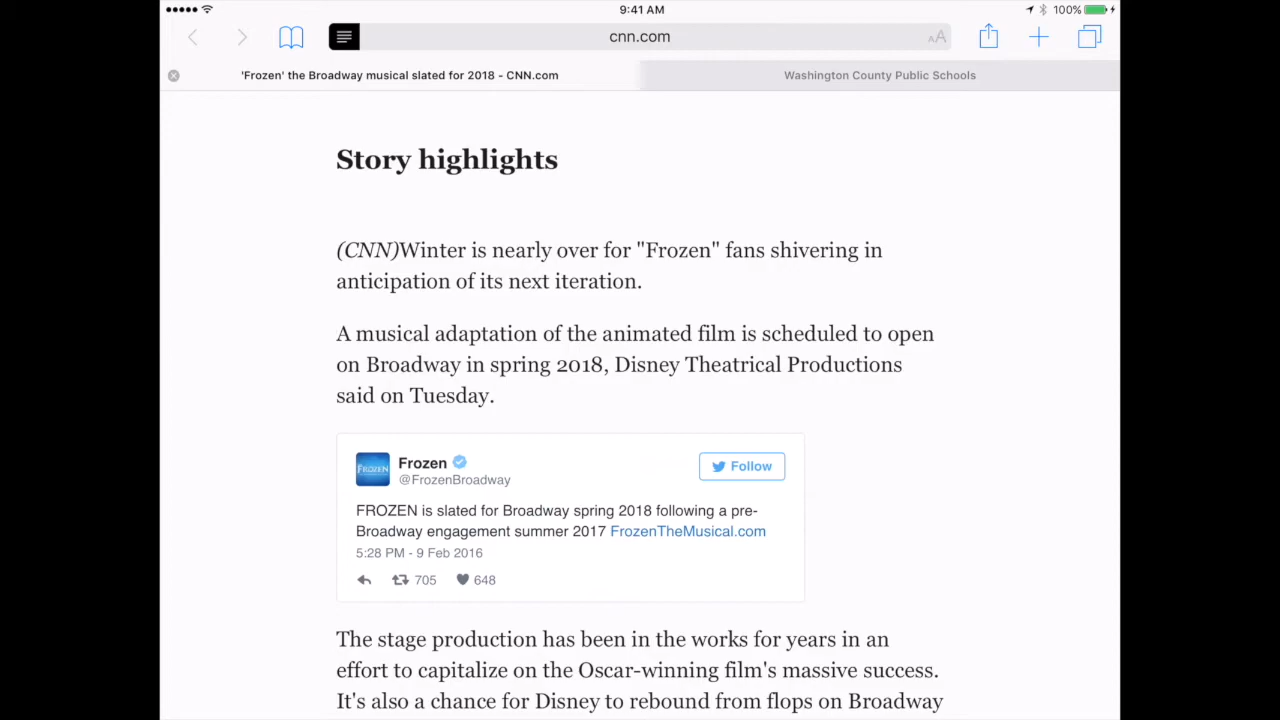 9:41 AM
100%
cnn.com
AA
'Frozen' the Broadway musical slated for 2018 - CNN.com
Washington County Public Schools
Story highlights
(CNN)Winter is nearly over for "Frozen" fans shivering in
anticipation of its next iteration.
A musical adaptation of the animated film is scheduled to open
on Broadway in spring 2018, Disney Theatrical Productions
said on Tuesday.
FROZEN
Frozen
Follow
@FrozenBroadway
FROZEN is slated for Broadway spring 2018 following a pre-
Broadway engagement summer 2017 FrozenTheMusical.com
5:28 PM - 9 Feb 2016
705
648
The stage production has been in the works for years in an
effort to capitalize on the Oscar-winning film's massive success.
It's also a chance for Disney to rebound from flops on Broadway